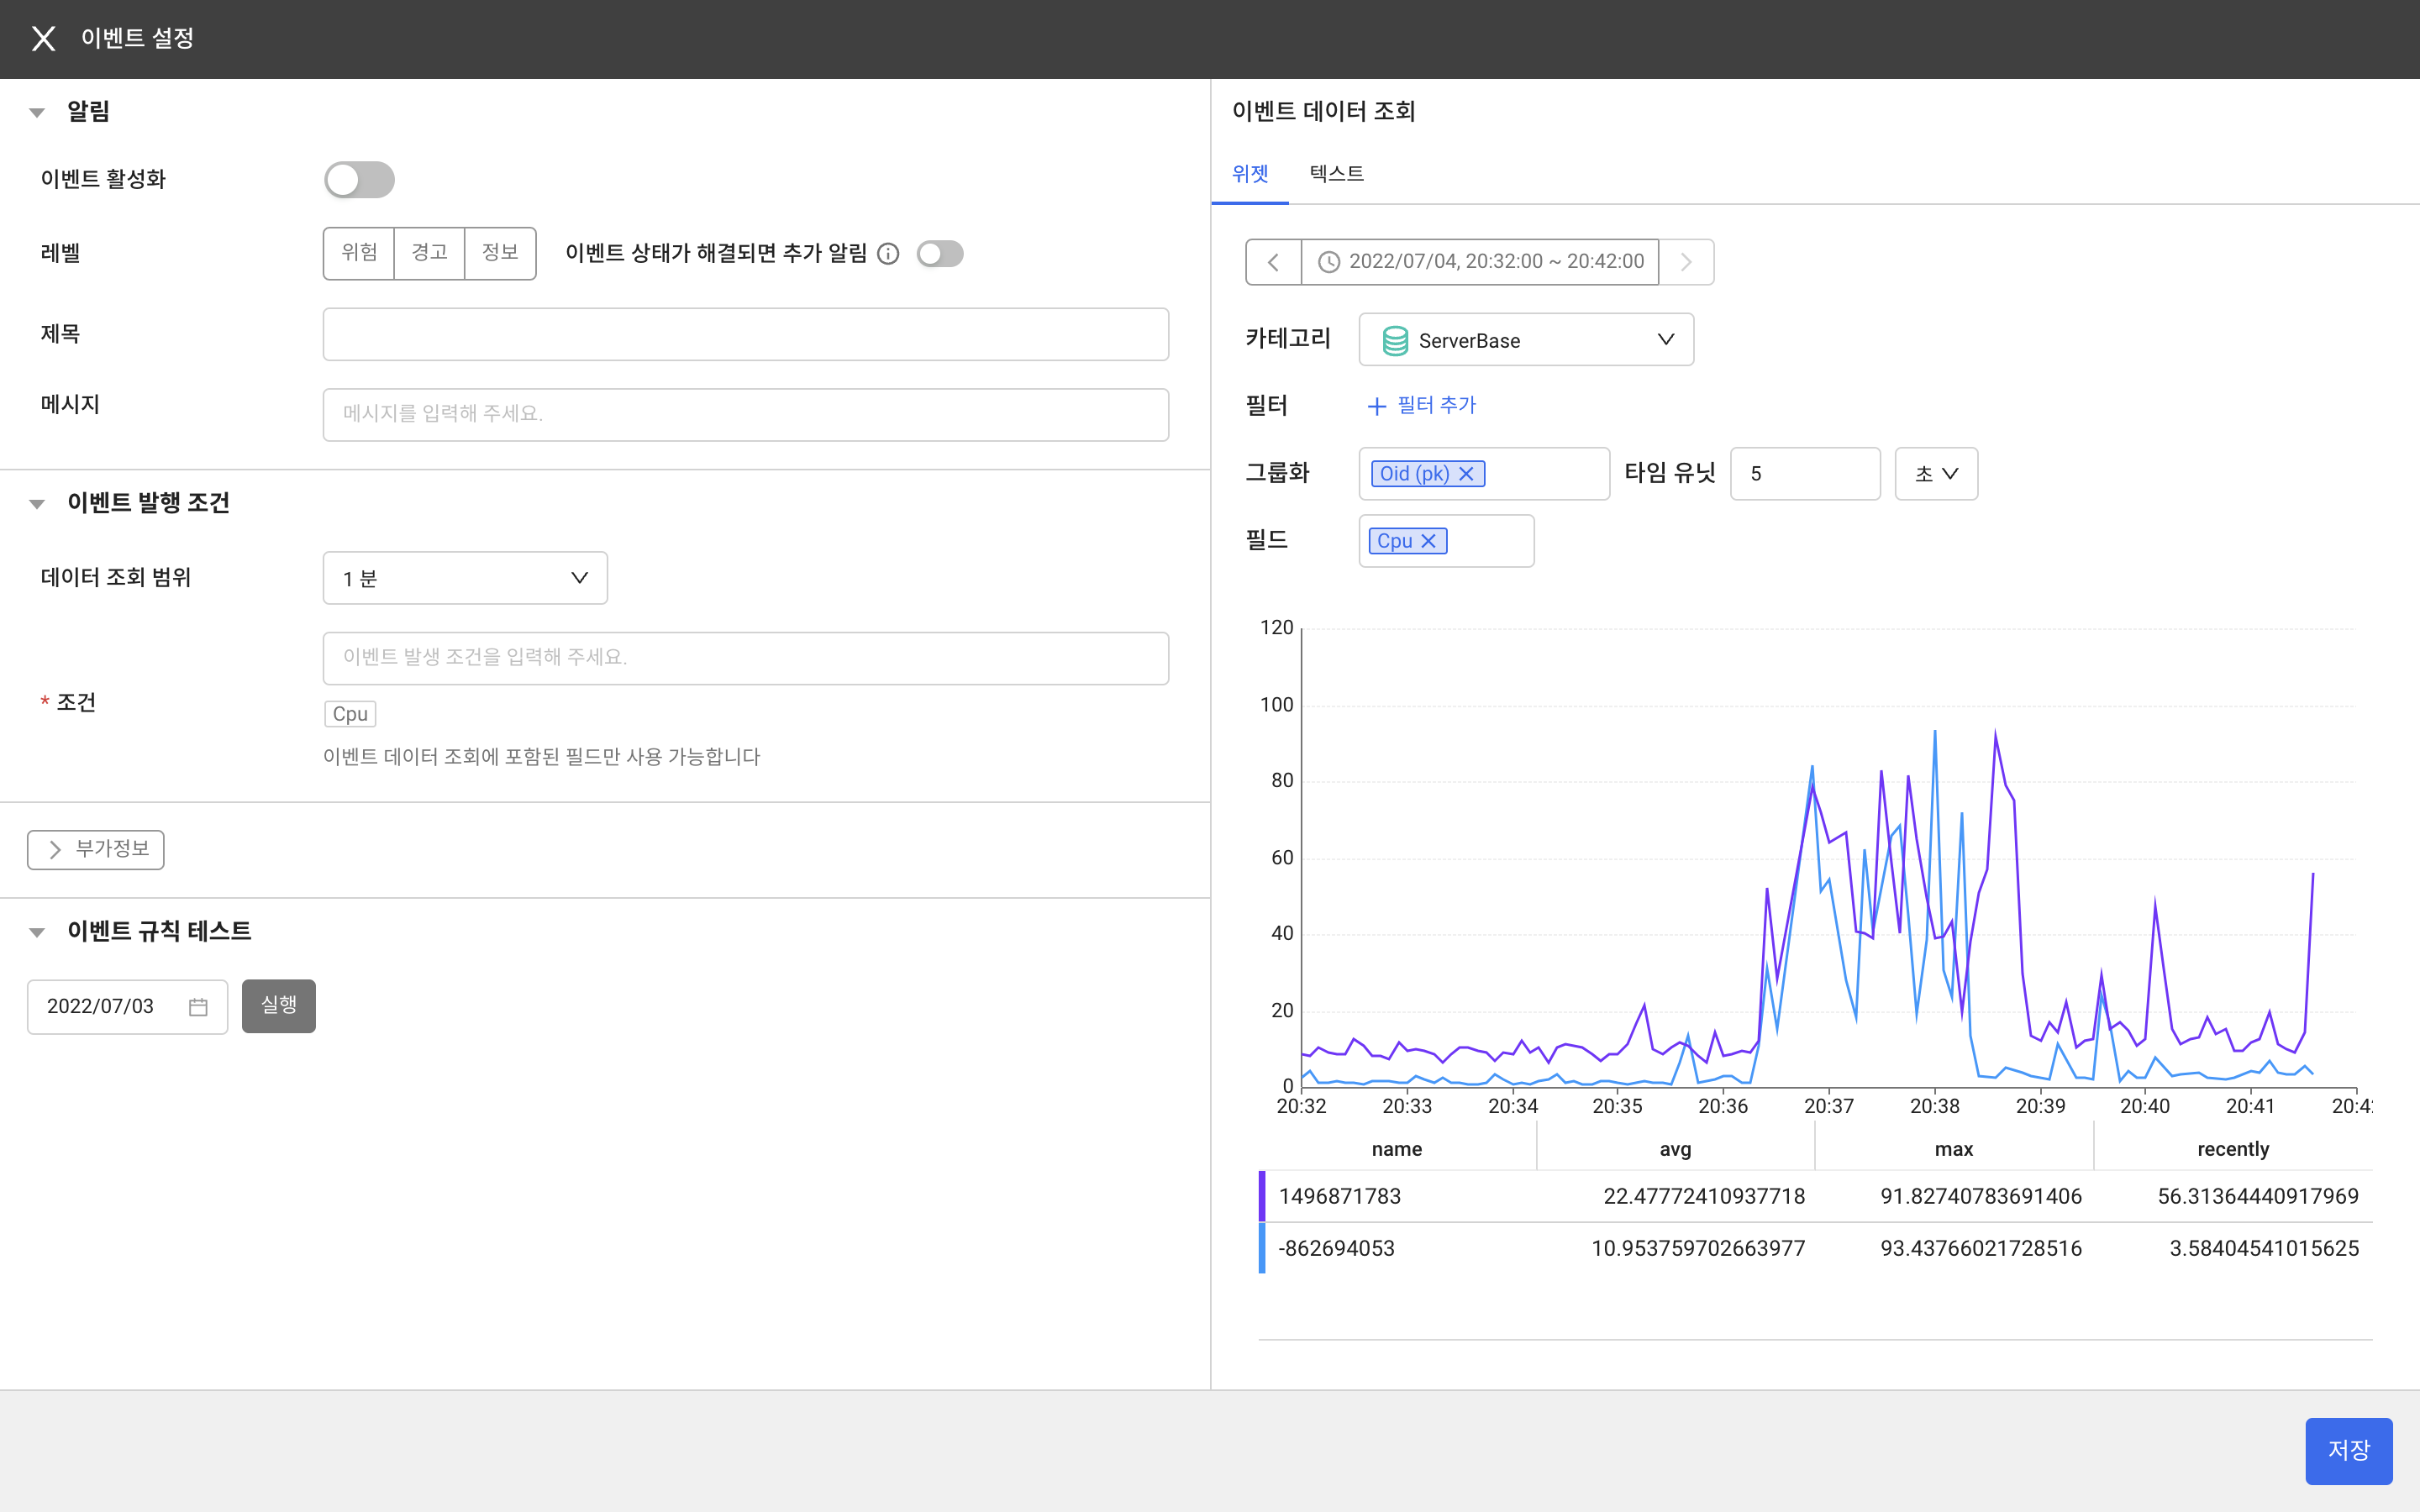 이벤트 설정
알림
이벤트 활성화
레벨
위험 경고 정보 이벤트 상태가 해결되면 추가 알림
제목
메시지
메시지를 입력해 주세요.
이벤트 발행 조건
데이터 조회 범위
1 분
이벤트 발생 조건을 입력해 주세요.
* 조건
Cpu
이벤트 데이터 조회에 포함된 필드만 사용 가능합니다
부가정보
이벤트 규칙 테스트
2022/07/03 실행
이벤트 데이터 조회
위젯 텍스트
2022/07/04, 20:32:00 ~ 20:42:00
카테고리 ServerBase
필터 필터 추가
그룹화 Oid (pk) 타임 유닛 5 초
필드 Cpu
120
100
80
60
40
20
0
20:32 20:33 20:34 20:35 20:36 20:37 20:38 20:39 20:40 20:41
name avg max recently
1496871783 22.47772410937718 91.82740783691406 56.31364440917969
-862694053 10.953759702663977 93.43766021728516 3.58404541015625
저장